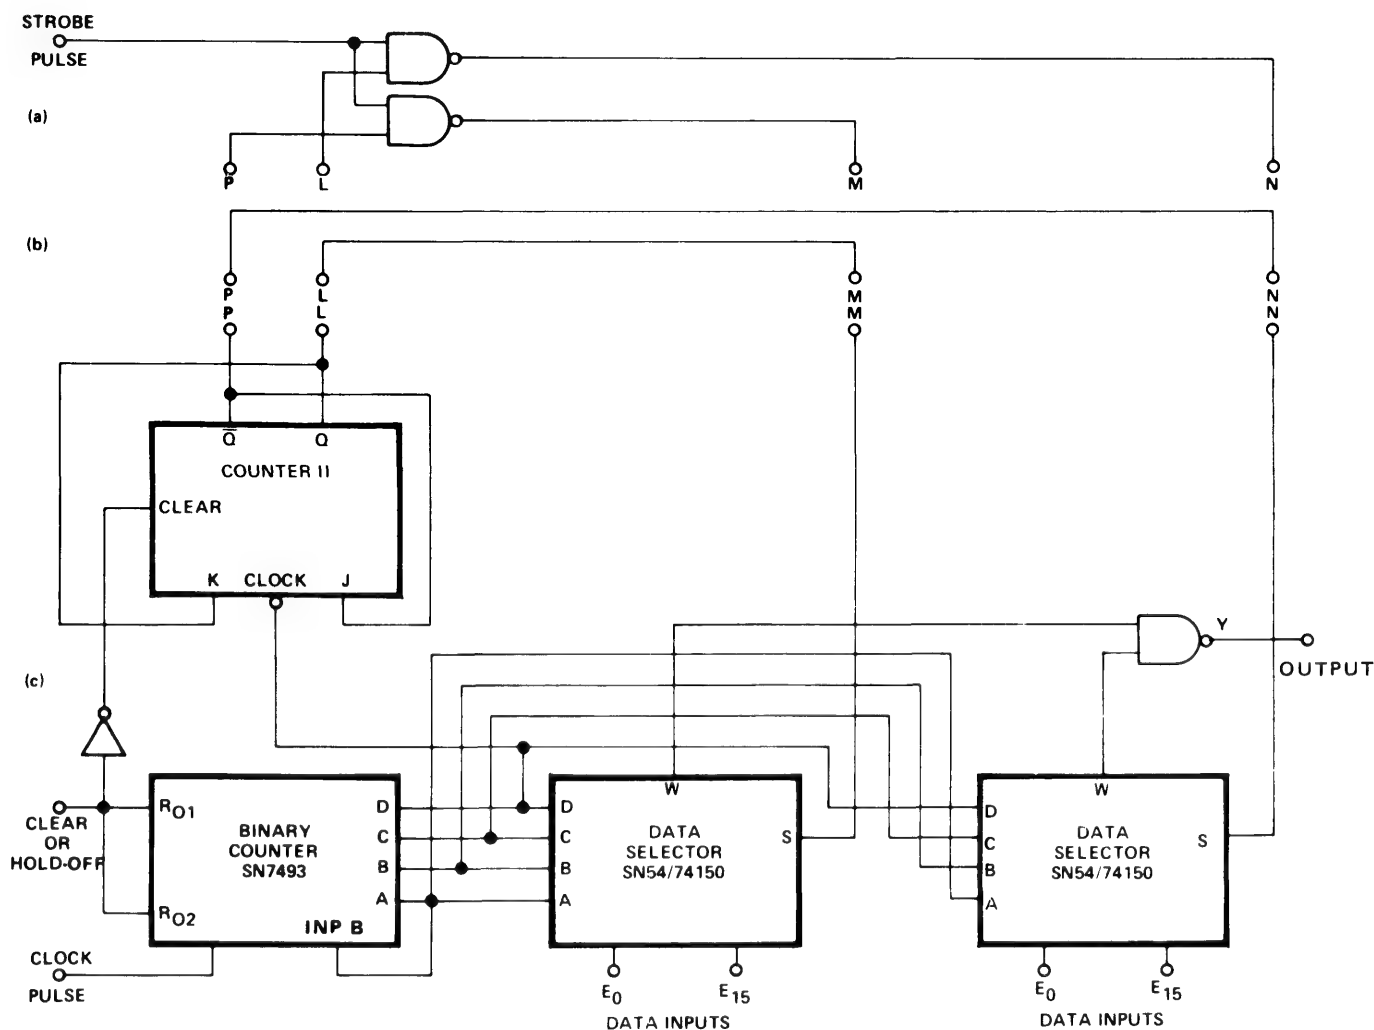 STROBE
PULSE
(a)
P
L
M
N
(b)
P
P
L
L
M
M
N
N
Q̅
Q
COUNTER II
CLEAR
K
CLOCK
J
Y
OUTPUT
(c)
CLEAR
OR
HOLD-OFF
R01
R02
BINARY
COUNTER
SN7493
D
C
B
A
INP B
CLOCK
PULSE
W
D
C
B
A
DATA
SELECTOR
SN54/74150
S
E0
E15
DATA INPUTS
W
D
C
B
A
DATA
SELECTOR
SN54/74150
S
E0
E15
DATA INPUTS